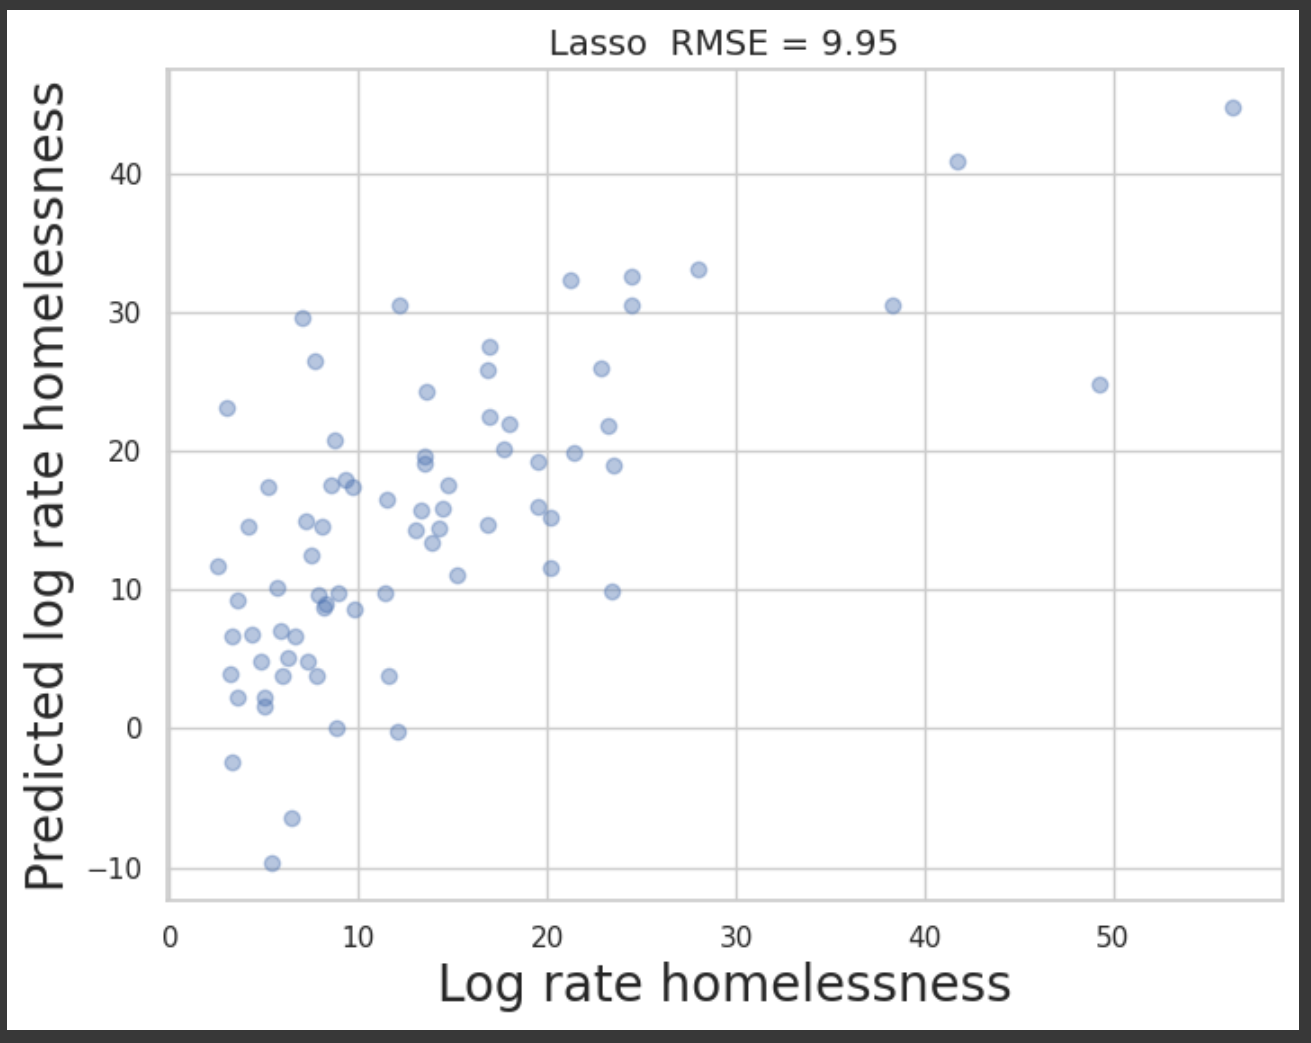 Lasso  RMSE = 9.95
Predicted log rate homelessness
40
30
20
10
0
−10
0 10 20 30 40 50
Log rate homelessness